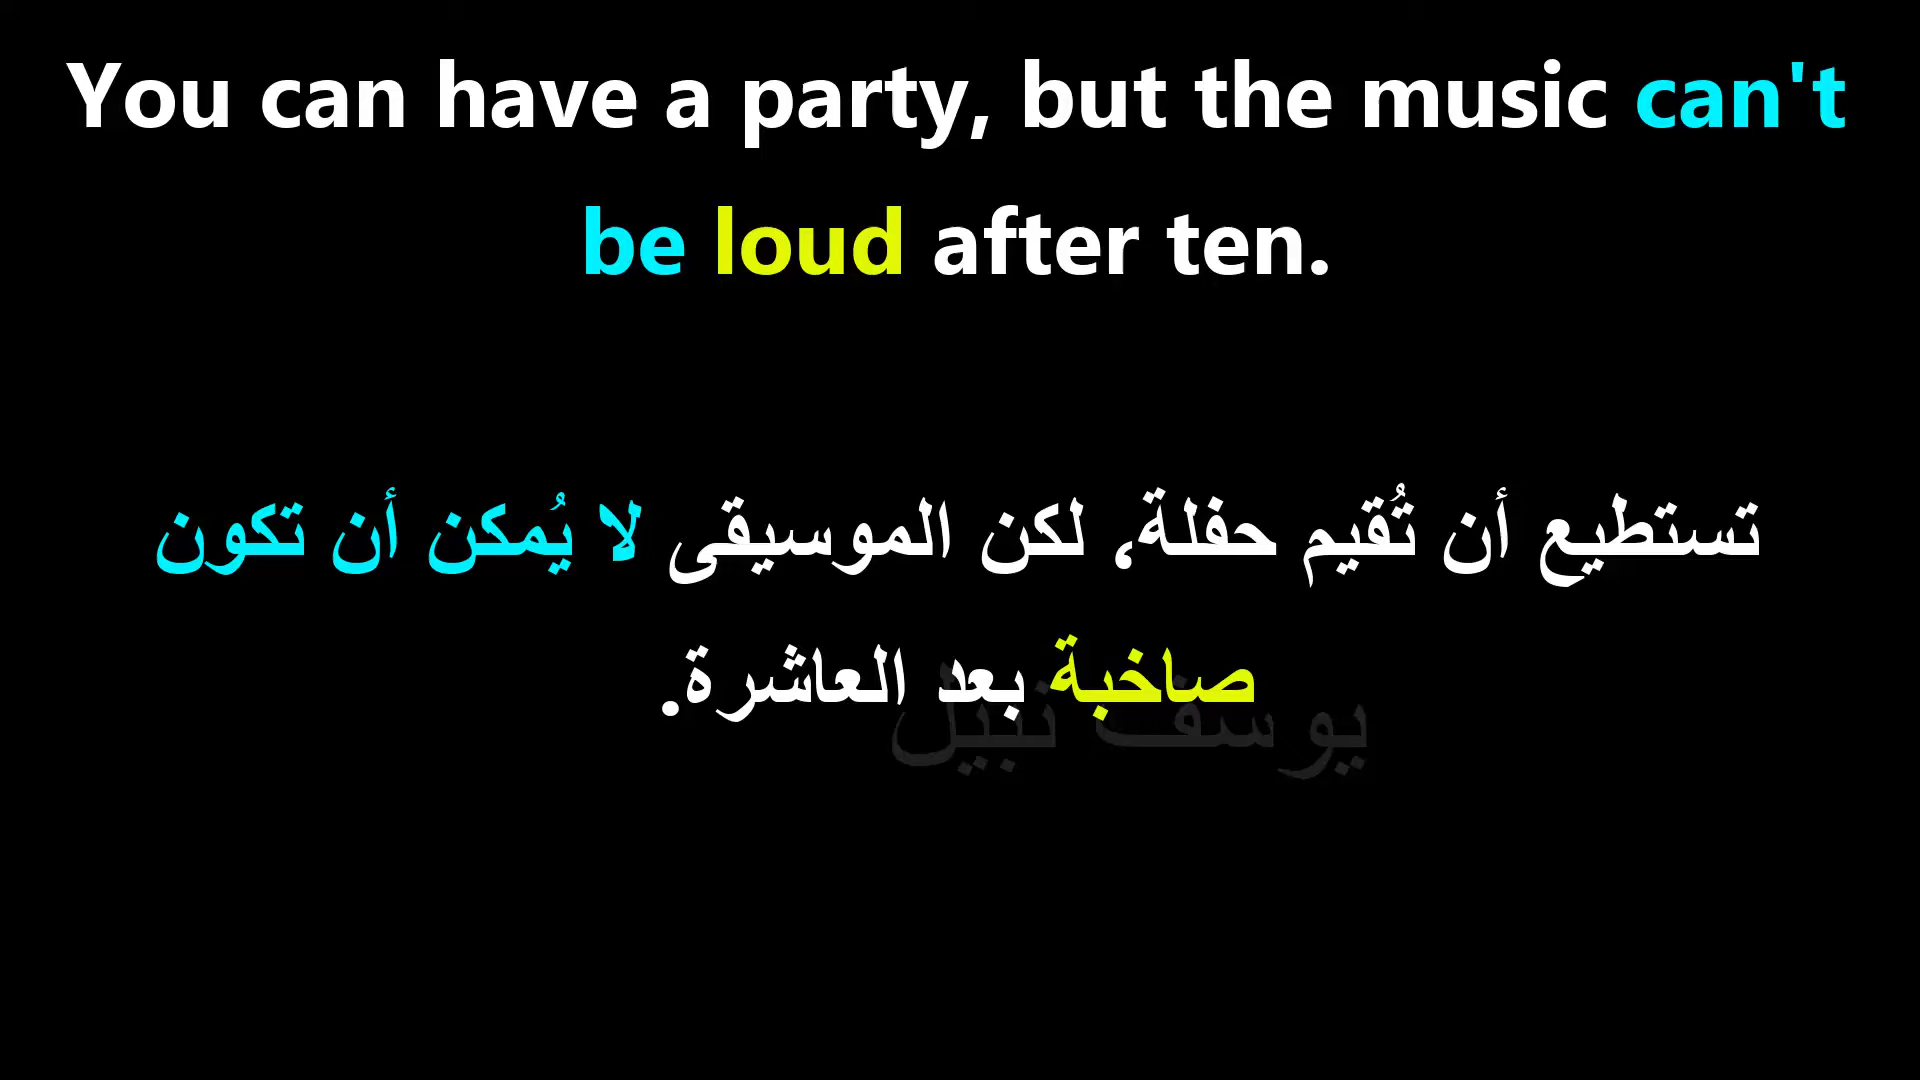 You can have a party, but the music can't
be loud after ten.
تستطيع أن تُقيم حفلة، لكن الموسيقى لا يُمكن أن تكون
صاخبة بعد العاشرة.
يوسف نبيل